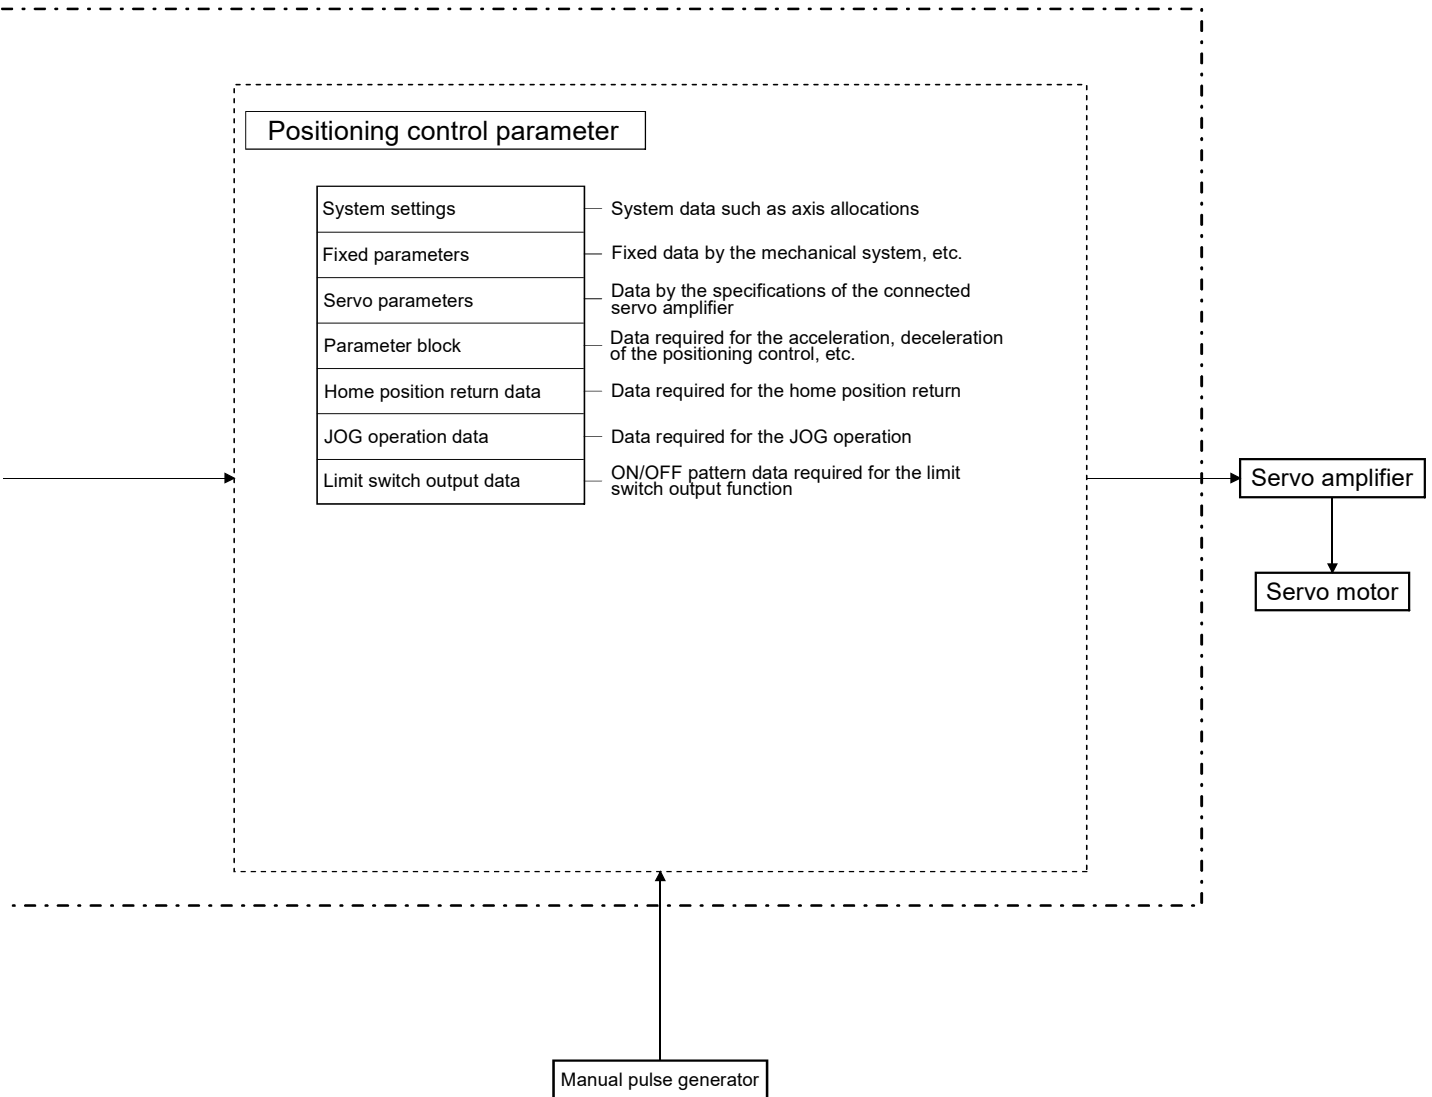 Positioning control parameter
System settings
System data such as axis allocations
Fixed parameters
Fixed data by the mechanical system, etc.
Servo parameters
Data by the specifications of the connected
servo amplifier
Parameter block
Data required for the acceleration, deceleration
of the positioning control, etc.
Home position return data
Data required for the home position return
JOG operation data
Data required for the JOG operation
Limit switch output data
ON/OFF pattern data required for the limit
switch output function
Servo amplifier
Servo motor
Manual pulse generator